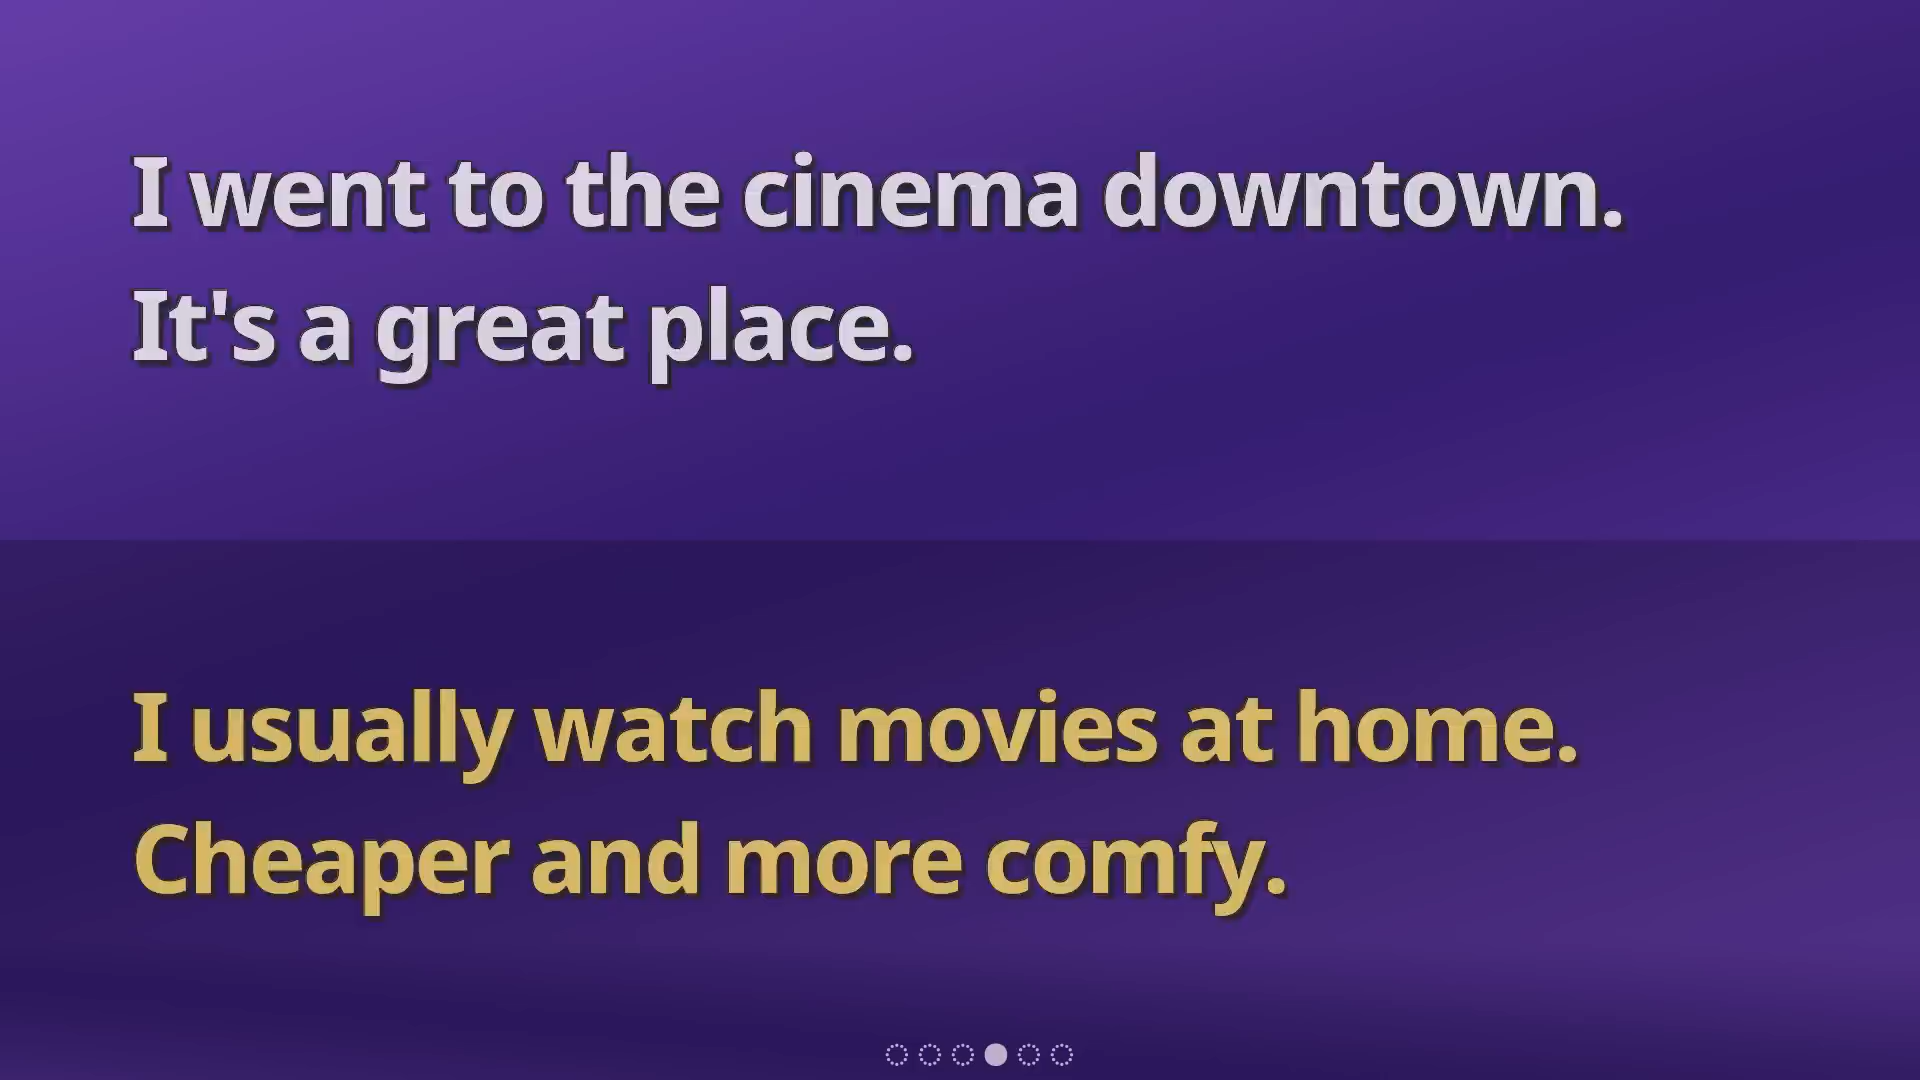 I went to the cinema downtown.
It's a great place.
I usually watch movies at home.
Cheaper and more comfy.